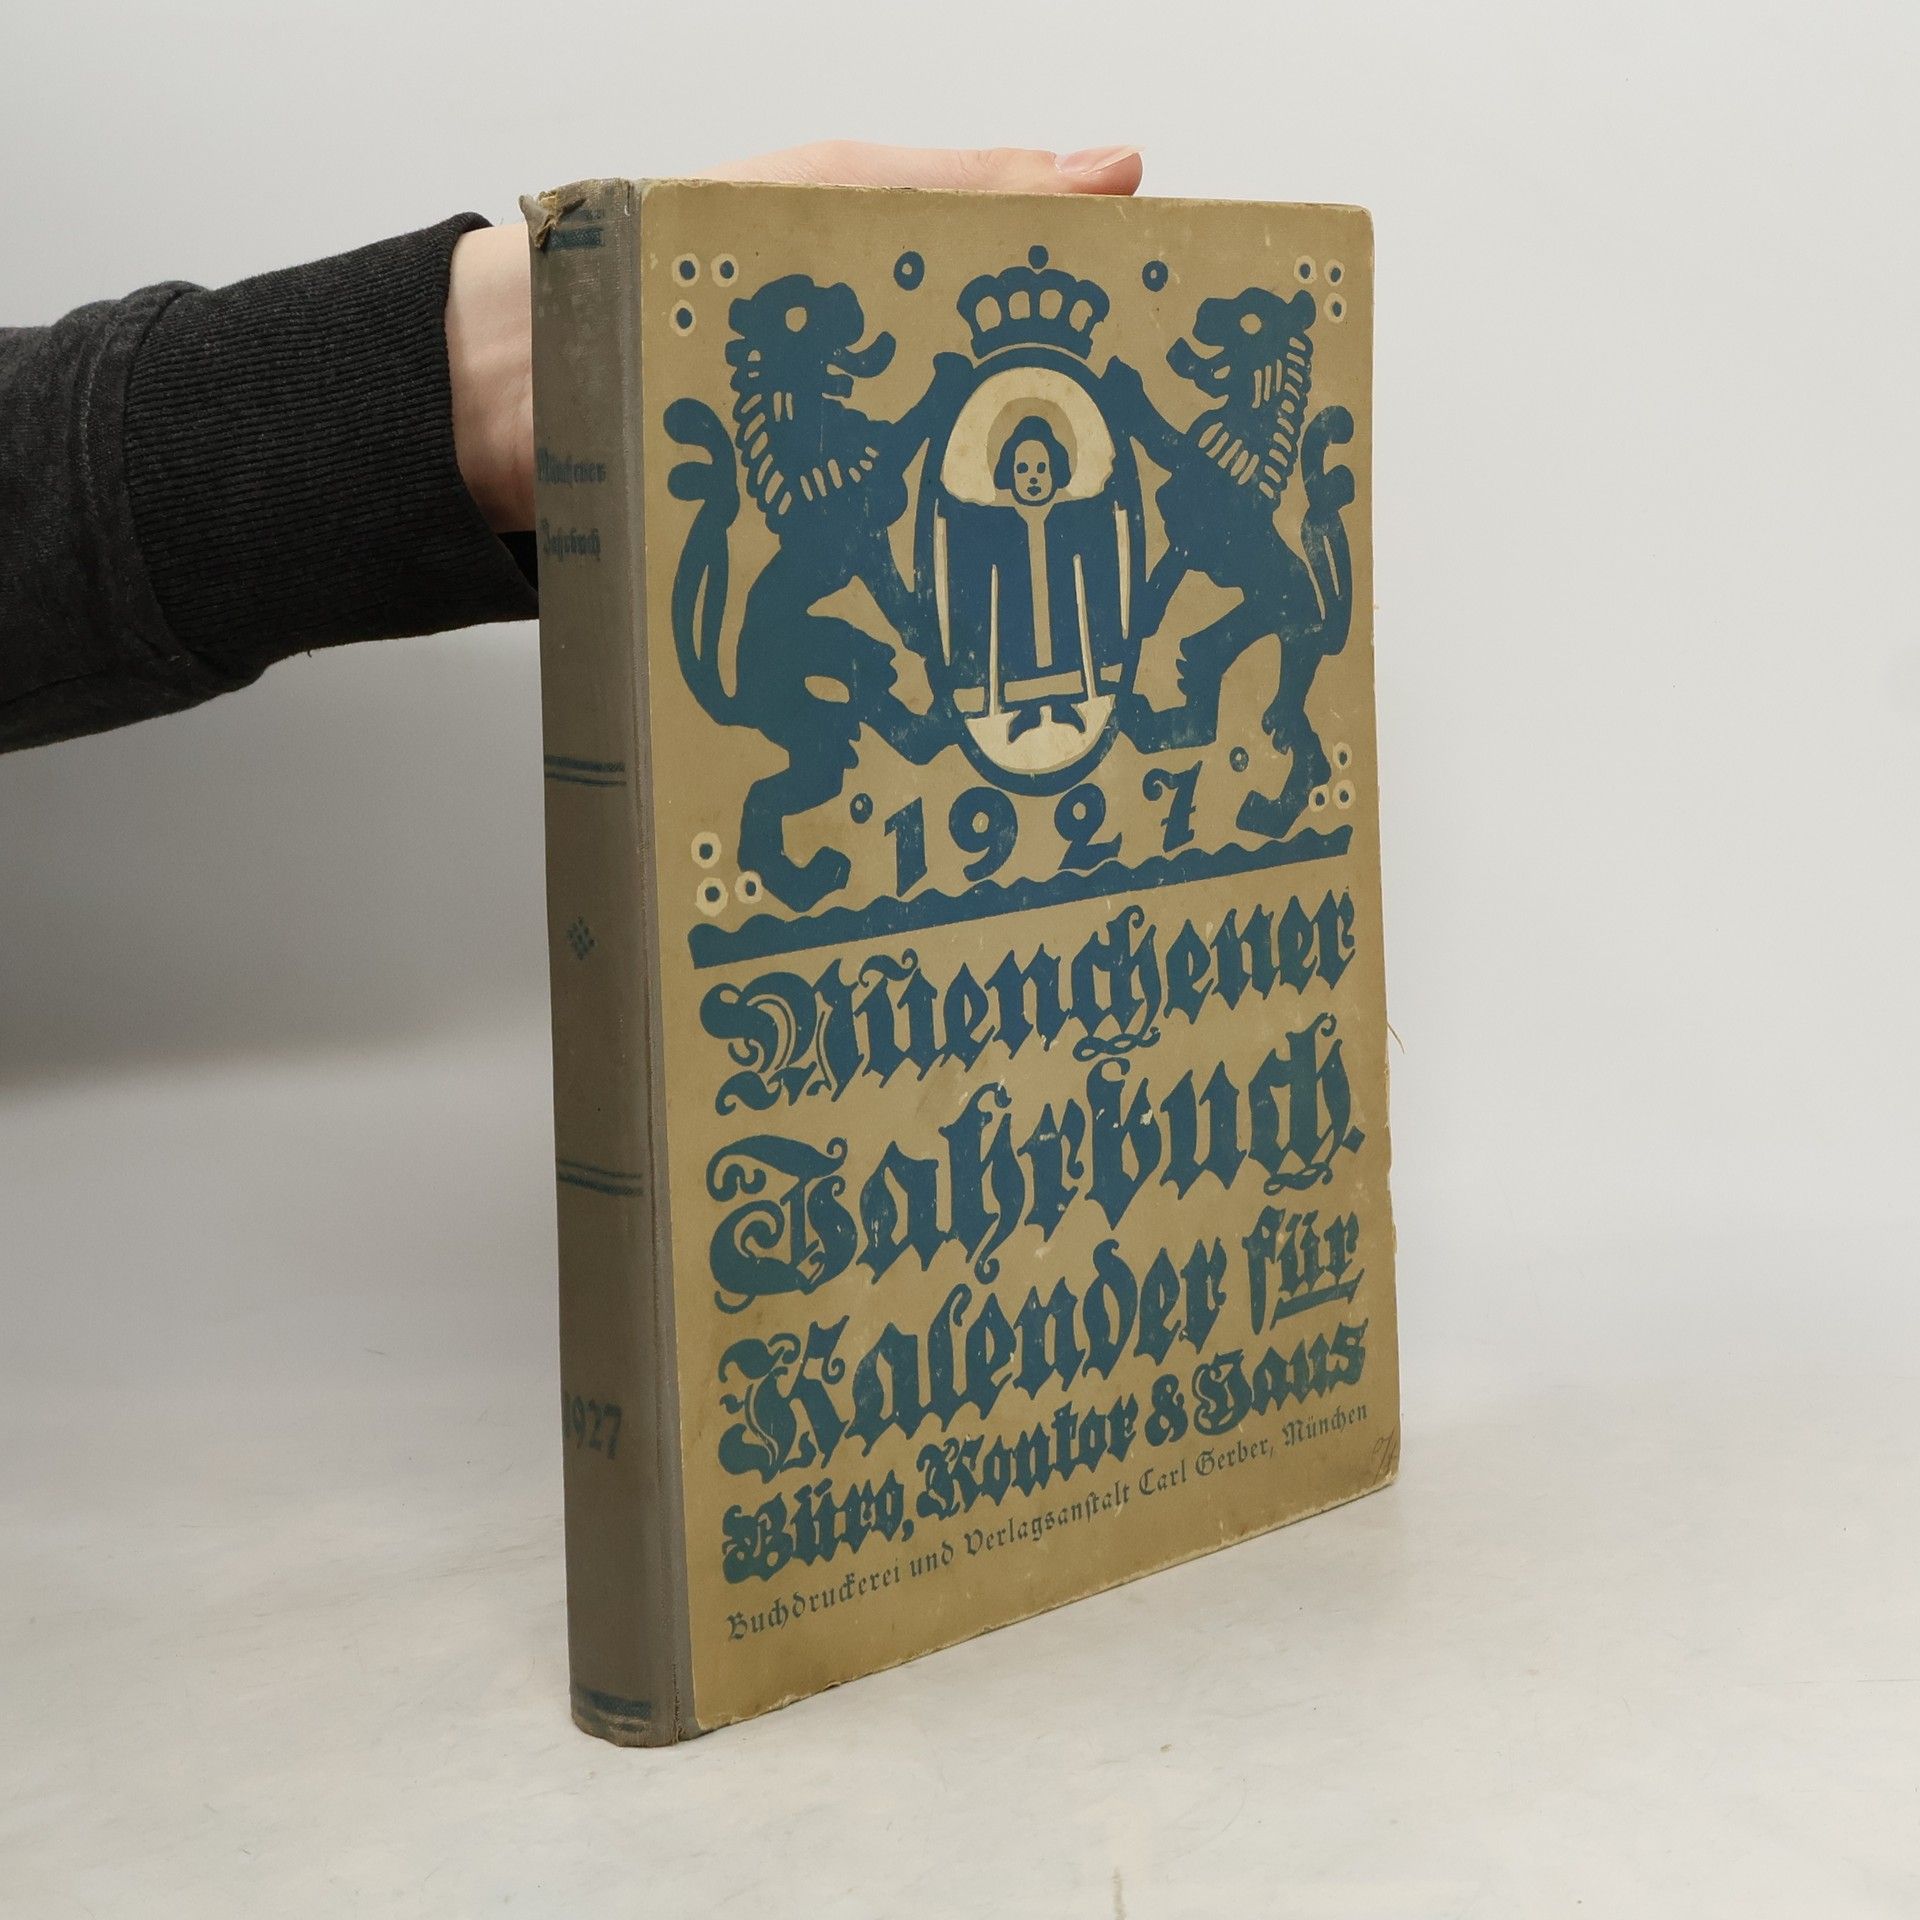 Münchener
Jahrbuch
1927
1927
Muenchener
Jahrbuch.
Kalender für
Büro, Kontor & Haus
Buchdruckerei und Verlagsanstalt Carl Gerber, München